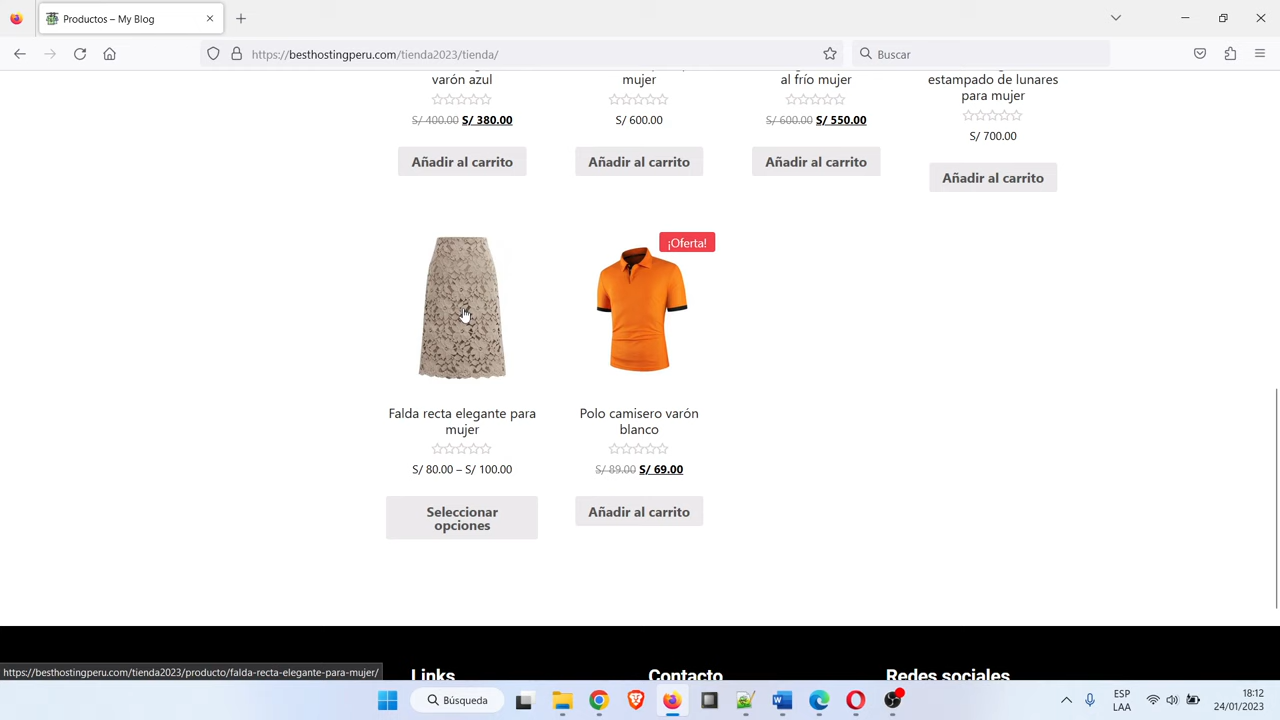 Productos – My Blog
https://besthostingperu.com/tienda2023/tienda/
Buscar
varón azul
mujer
al frío mujer
estampado de lunares
para mujer
S/ 400.00 S/ 380.00
S/ 600.00
S/ 600.00 S/ 550.00
S/ 700.00
Añadir al carrito
Añadir al carrito
Añadir al carrito
Añadir al carrito
¡Oferta!
Falda recta elegante para
mujer
S/ 80.00 – S/ 100.00
Seleccionar
opciones
Polo camisero varón
blanco
S/ 89.00 S/ 69.00
Añadir al carrito
Links
Contacto
Redes sociales
https://besthostingperu.com/tienda2023/producto/falda-recta-elegante-para-mujer/
Búsqueda
ESP
LAA
18:12
24/01/2023